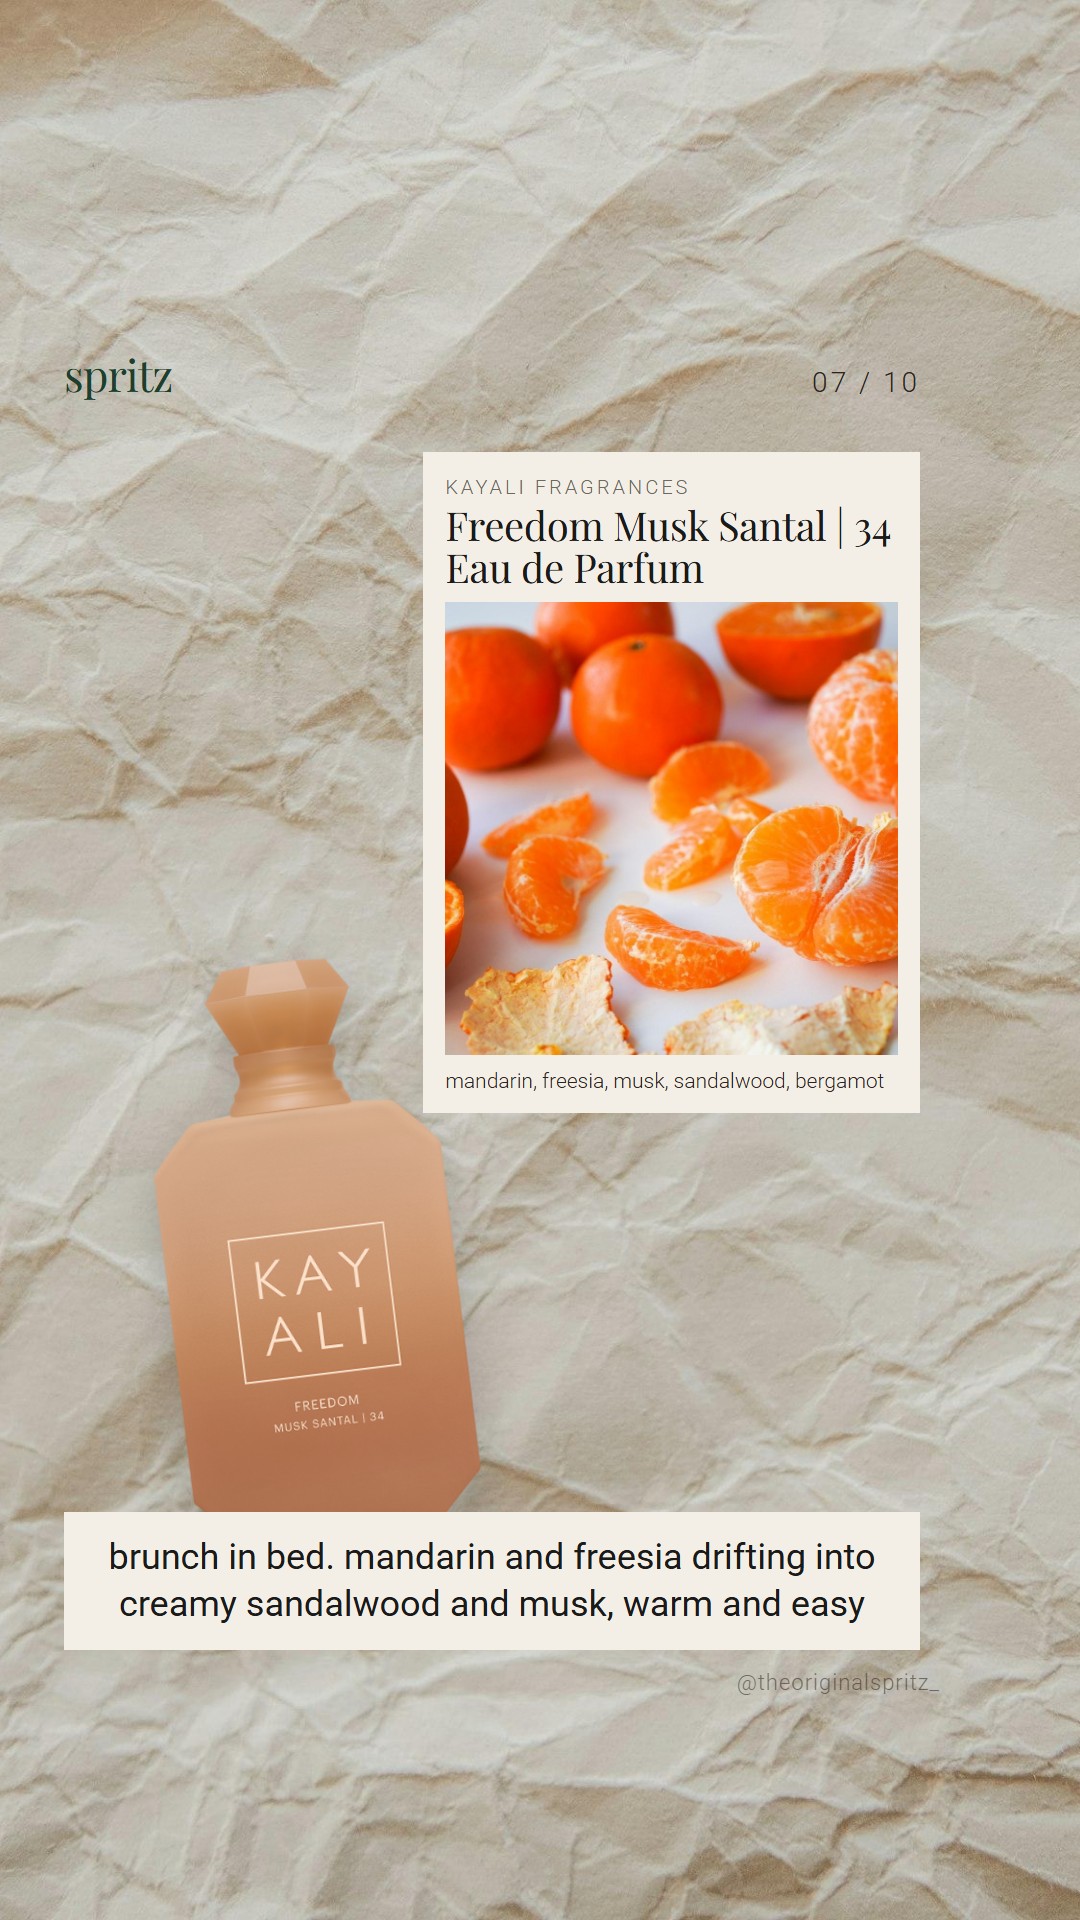 spritz
07 / 10
KAYALI FRAGRANCES
Freedom Musk Santal | 34
Eau de Parfum
mandarin, freesia, musk, sandalwood, bergamot
KAY
ALI
FREEDOM
MUSK SANTAL | 34
brunch in bed. mandarin and freesia drifting into
creamy sandalwood and musk, warm and easy
@theoriginalspritz_